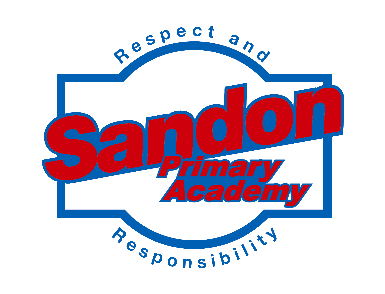 Respect and
Sandon
Primary
Academy
Responsibility